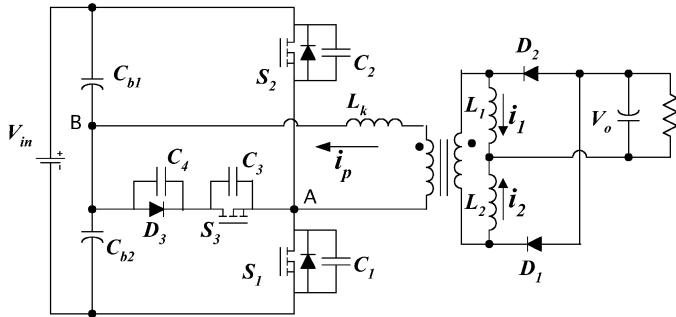 D2
Cb1
S2
C2
Lk
L1
i1
Vo
B
Vin
+
-
ip
C4
C3
A
L2
i2
D3
S3
Cb2
S1
C1
D1